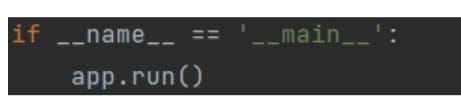 if __name__ == '__main__':
    app.run()